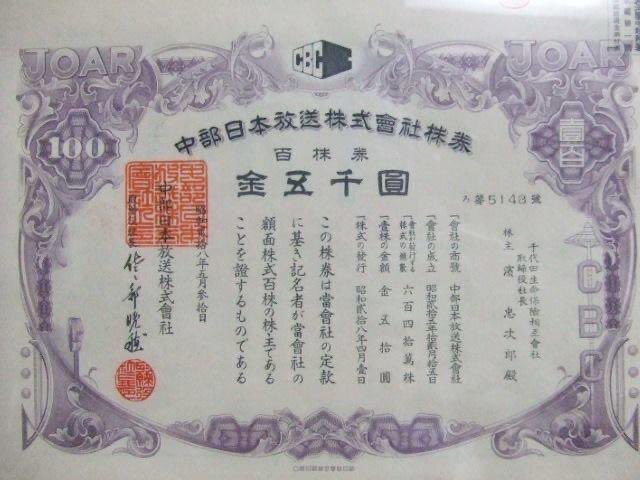 JOAR
JOAR
CBC
中部日本放送株式會社株券
百株券
金五千圓
100
壹百
ろ第5143號
千代田生命保險相互會社
取締役社長
株主 濱 忠次郎 殿
一會社の商號 中部日本放送株式會社
一會社の成立 昭和貳拾五年拾貳月拾五日
一會社が發行する
株式の總數 六百四拾萬株
一壹株の金額 金五拾圓
一株式の發行 昭和貳拾八年四月壹日
この株券は當會社の定款
に基き記名者が當會社の
額面株式百株の株主である
ことを證するものである
昭和貳拾八年五月參拾日
中部日本放送株式會社
CBC